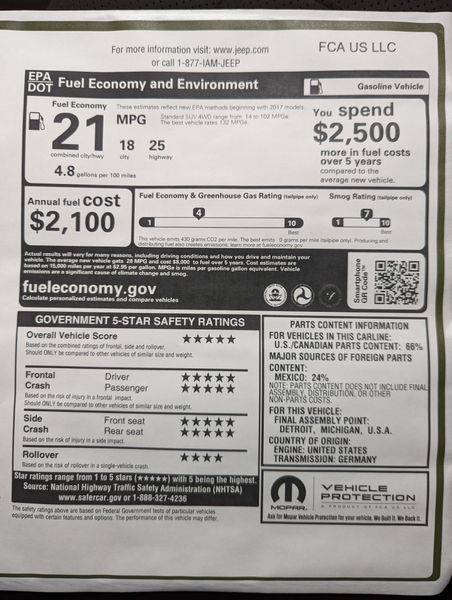 For more information visit: www.jeep.com
or call 1-877-IAM-JEEP
FCA US LLC
EPA
DOT
Fuel Economy and Environment
Gasoline Vehicle
Fuel Economy
21 MPG
combined city/hwy
18 city
25 highway
4.8 gallons per 100 miles
These estimates reflect new EPA methods beginning with 2017 models.
Standard SUV 4WD range from 14 to 102 MPGe.
The best vehicle rates 132 MPGe.
You spend
$2,500
more in fuel costs
over 5 years
compared to the
average new vehicle.
Annual fuel COST
$2,100
Fuel Economy & Greenhouse Gas Rating (tailpipe only)
4
1
10
Best
Smog Rating (tailpipe only)
7
1
10
Best
This vehicle emits 430 grams CO2 per mile. The best emits 0 grams per mile (tailpipe only). Producing and
distributing fuel also creates emissions; learn more at fueleconomy.gov
Actual results will vary for many reasons, including driving conditions and how you drive and maintain your
vehicle. The average new vehicle gets 28 MPG and cost $8,000 to fuel over 5 years. Cost estimates are
based on 15,000 miles per year at $2.95 per gallon. MPGe is miles per gasoline gallon equivalent. Vehicle
emissions are a significant cause of climate change and smog.
fueleconomy.gov
Calculate personalized estimates and compare vehicles
Smartphone
QR Code™
GOVERNMENT 5-STAR SAFETY RATINGS
Overall Vehicle Score ★★★★★
Based on the combined ratings of frontal, side and rollover.
Should ONLY be compared to other vehicles of similar size and weight.
Frontal Driver ★★★★★
Crash Passenger ★★★★★
Based on the risk of injury in a frontal impact.
Should ONLY be compared to other vehicles of similar size and weight.
Side Front seat ★★★★★
Crash Rear seat ★★★★★
Based on the risk of injury in a side impact.
Rollover ★★★★
Based on the risk of rollover in a single-vehicle crash.
Star ratings range from 1 to 5 stars (★★★★★) with 5 being the highest.
Source: National Highway Traffic Safety Administration (NHTSA)
www.safercar.gov or 1-888-327-4236
The safety ratings above are based on Federal Government tests of particular vehicles
equipped with certain features and options. The performance of this vehicle may differ.
PARTS CONTENT INFORMATION
FOR VEHICLES IN THIS CARLINE:
U.S./CANADIAN PARTS CONTENT: 66%
MAJOR SOURCES OF FOREIGN PARTS
CONTENT:
MEXICO: 24%
NOTE: PARTS CONTENT DOES NOT INCLUDE FINAL
ASSEMBLY, DISTRIBUTION, OR OTHER
NON-PARTS COSTS.
FOR THIS VEHICLE:
FINAL ASSEMBLY POINT:
DETROIT, MICHIGAN, U.S.A.
COUNTRY OF ORIGIN:
ENGINE: UNITED STATES
TRANSMISSION: GERMANY
MOPAR
VEHICLE
PROTECTION
A PRODUCT OF FCA US LLC
Ask for Mopar Vehicle Protection for your vehicle. We Built It. We Back It.